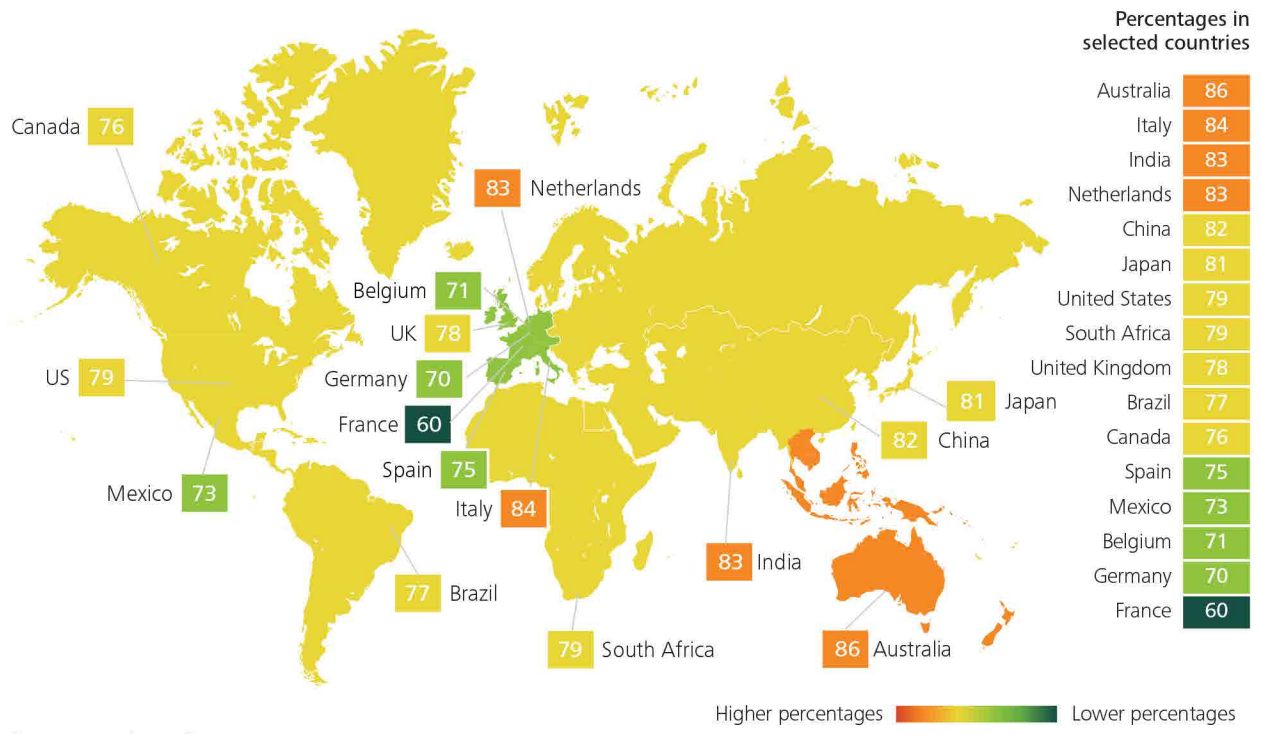 Percentages in
selected countries
Australia 86
Italy 84
India 83
Netherlands 83
China 82
Japan 81
United States 79
South Africa 79
United Kingdom 78
Brazil 77
Canada 76
Spain 75
Mexico 73
Belgium 71
Germany 70
France 60
Canada 76
83 Netherlands
Belgium 71
UK 78
US 79
Germany 70
81 Japan
France 60
82 China
Spain 75
Mexico 73
Italy 84
83 India
77 Brazil
79 South Africa
86 Australia
Higher percentages Lower percentages